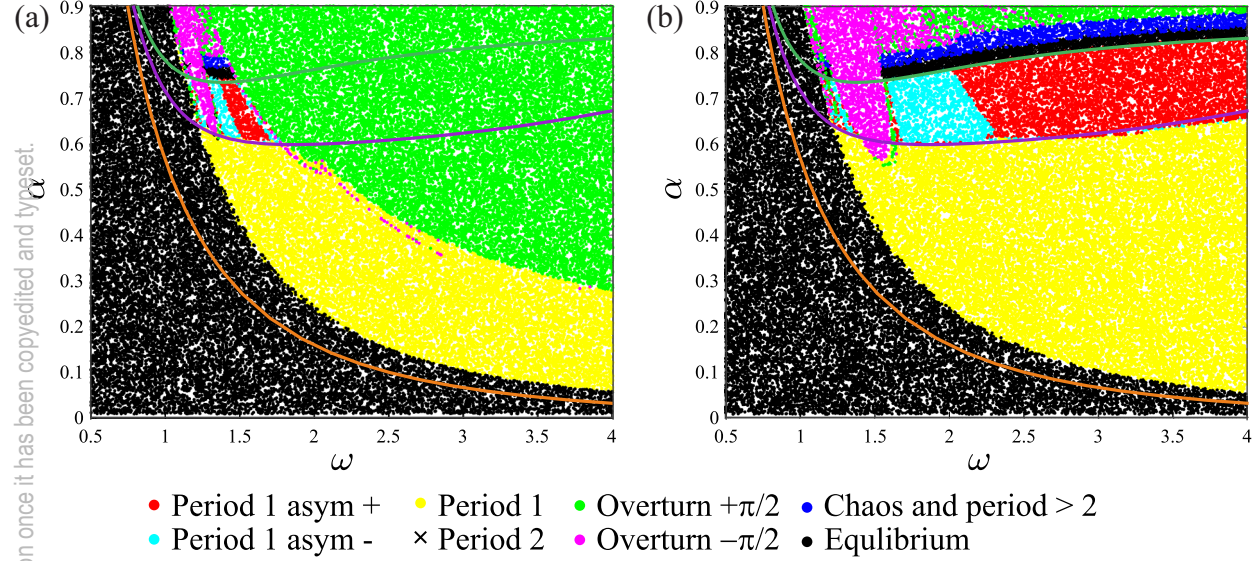 (a)
0.9
0.8
0.7
0.6
0.5
0.4
0.3
0.2
0.1
0
α
0.5 1 1.5 2 2.5 3 3.5 4
ω
(b)
0.9
0.8
0.7
0.6
0.5
0.4
0.3
0.2
0.1
0
α
0.5 1 1.5 2 2.5 3 3.5 4
ω
Period 1 asym + Period 1 Overturn +π/2 Chaos and period > 2
Period 1 asym - × Period 2 Overturn −π/2 Equlibrium
on once it has been copyedited and typeset.